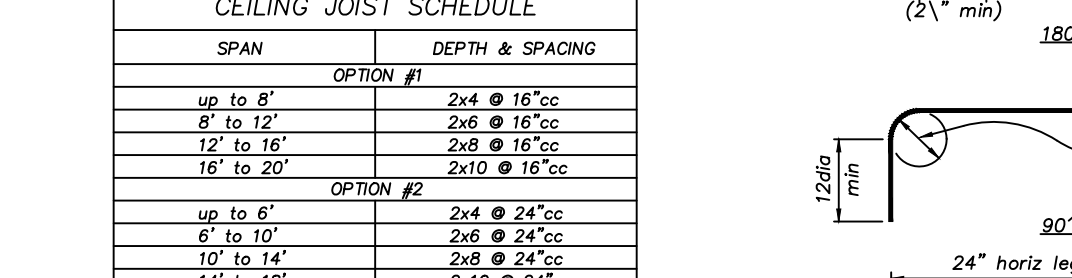 CEILING JOIST SCHEDULE
SPAN DEPTH & SPACING
OPTION #1
up to 8' 2x4 @ 16"cc
8' to 12' 2x6 @ 16"cc
12' to 16' 2x8 @ 16"cc
16' to 20' 2x10 @ 16"cc
OPTION #2
up to 6' 2x4 @ 24"cc
6' to 10' 2x6 @ 24"cc
10' to 14' 2x8 @ 24"cc
(2\" min)
180
12dia
min
90
24" horiz leg